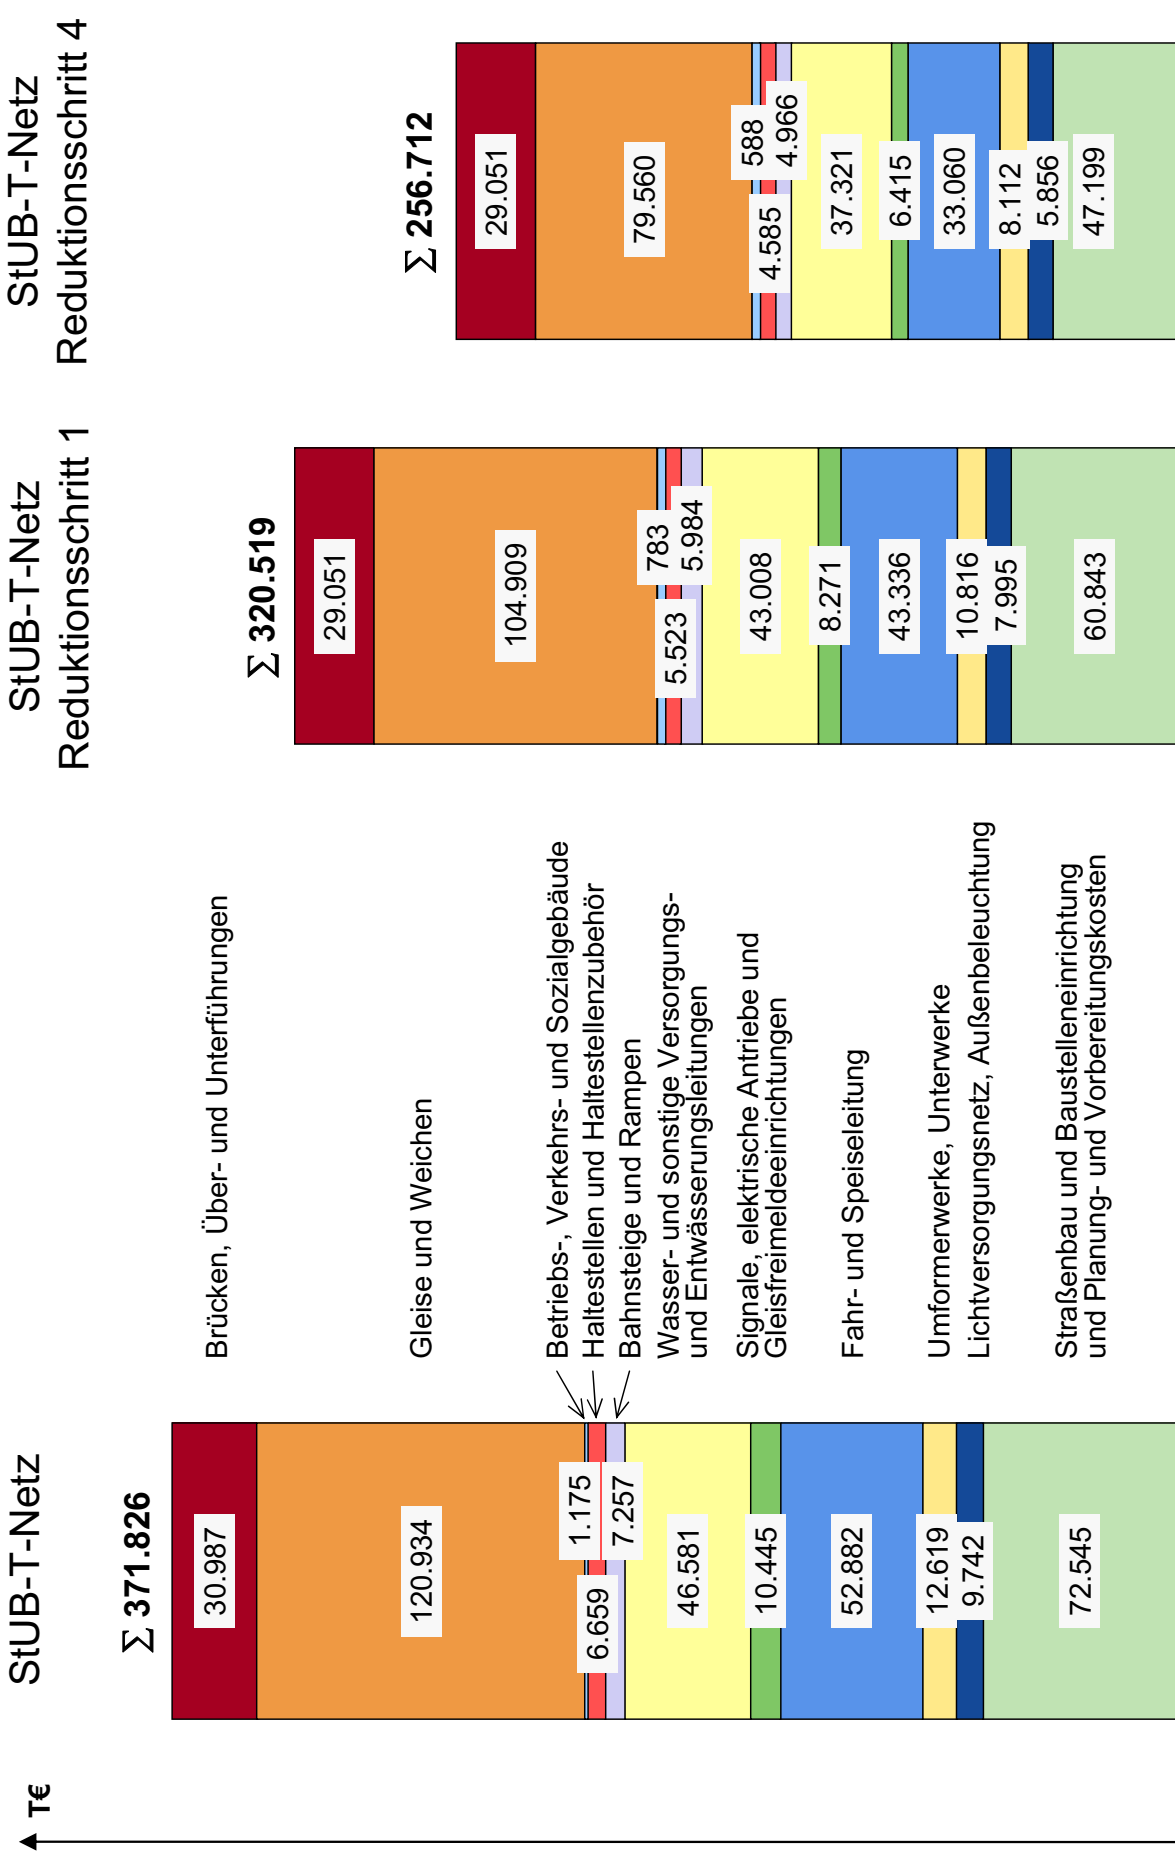 T€
StUB-T-Netz
∑ 371.826
30.987
120.934
1.175
6.659
7.257
46.581
10.445
52.882
12.619
9.742
72.545
Brücken, Über- und Unterführungen
Gleise und Weichen
Betriebs-, Verkehrs- und Sozialgebäude
Haltestellen und Haltestellenzubehör
Bahnsteige und Rampen
Wasser- und sonstige Versorgungs-
und Entwässerungsleitungen
Signale, elektrische Antriebe und
Gleisfreimeldeeinrichtungen
Fahr- und Speiseleitung
Umformerwerke, Unterwerke
Lichtversorgungsnetz, Außenbeleuchtung
Straßenbau und Baustelleneinrichtung
und Planung- und Vorbereitungskosten
StUB-T-Netz
Reduktionsschritt 1
∑ 320.519
29.051
104.909
783
5.523
5.984
43.008
8.271
43.336
10.816
7.995
60.843
StUB-T-Netz
Reduktionsschritt 4
∑ 256.712
29.051
79.560
588
4.585
4.966
37.321
6.415
33.060
8.112
5.856
47.199